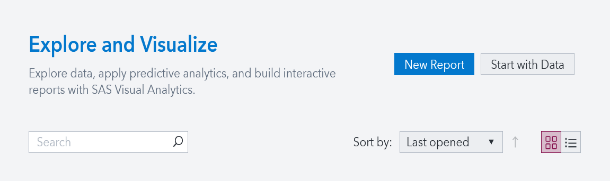 Explore and Visualize
Explore data, apply predictive analytics, and build interactive
reports with SAS Visual Analytics.
New Report
Start with Data
Search
Sort by:
Last opened